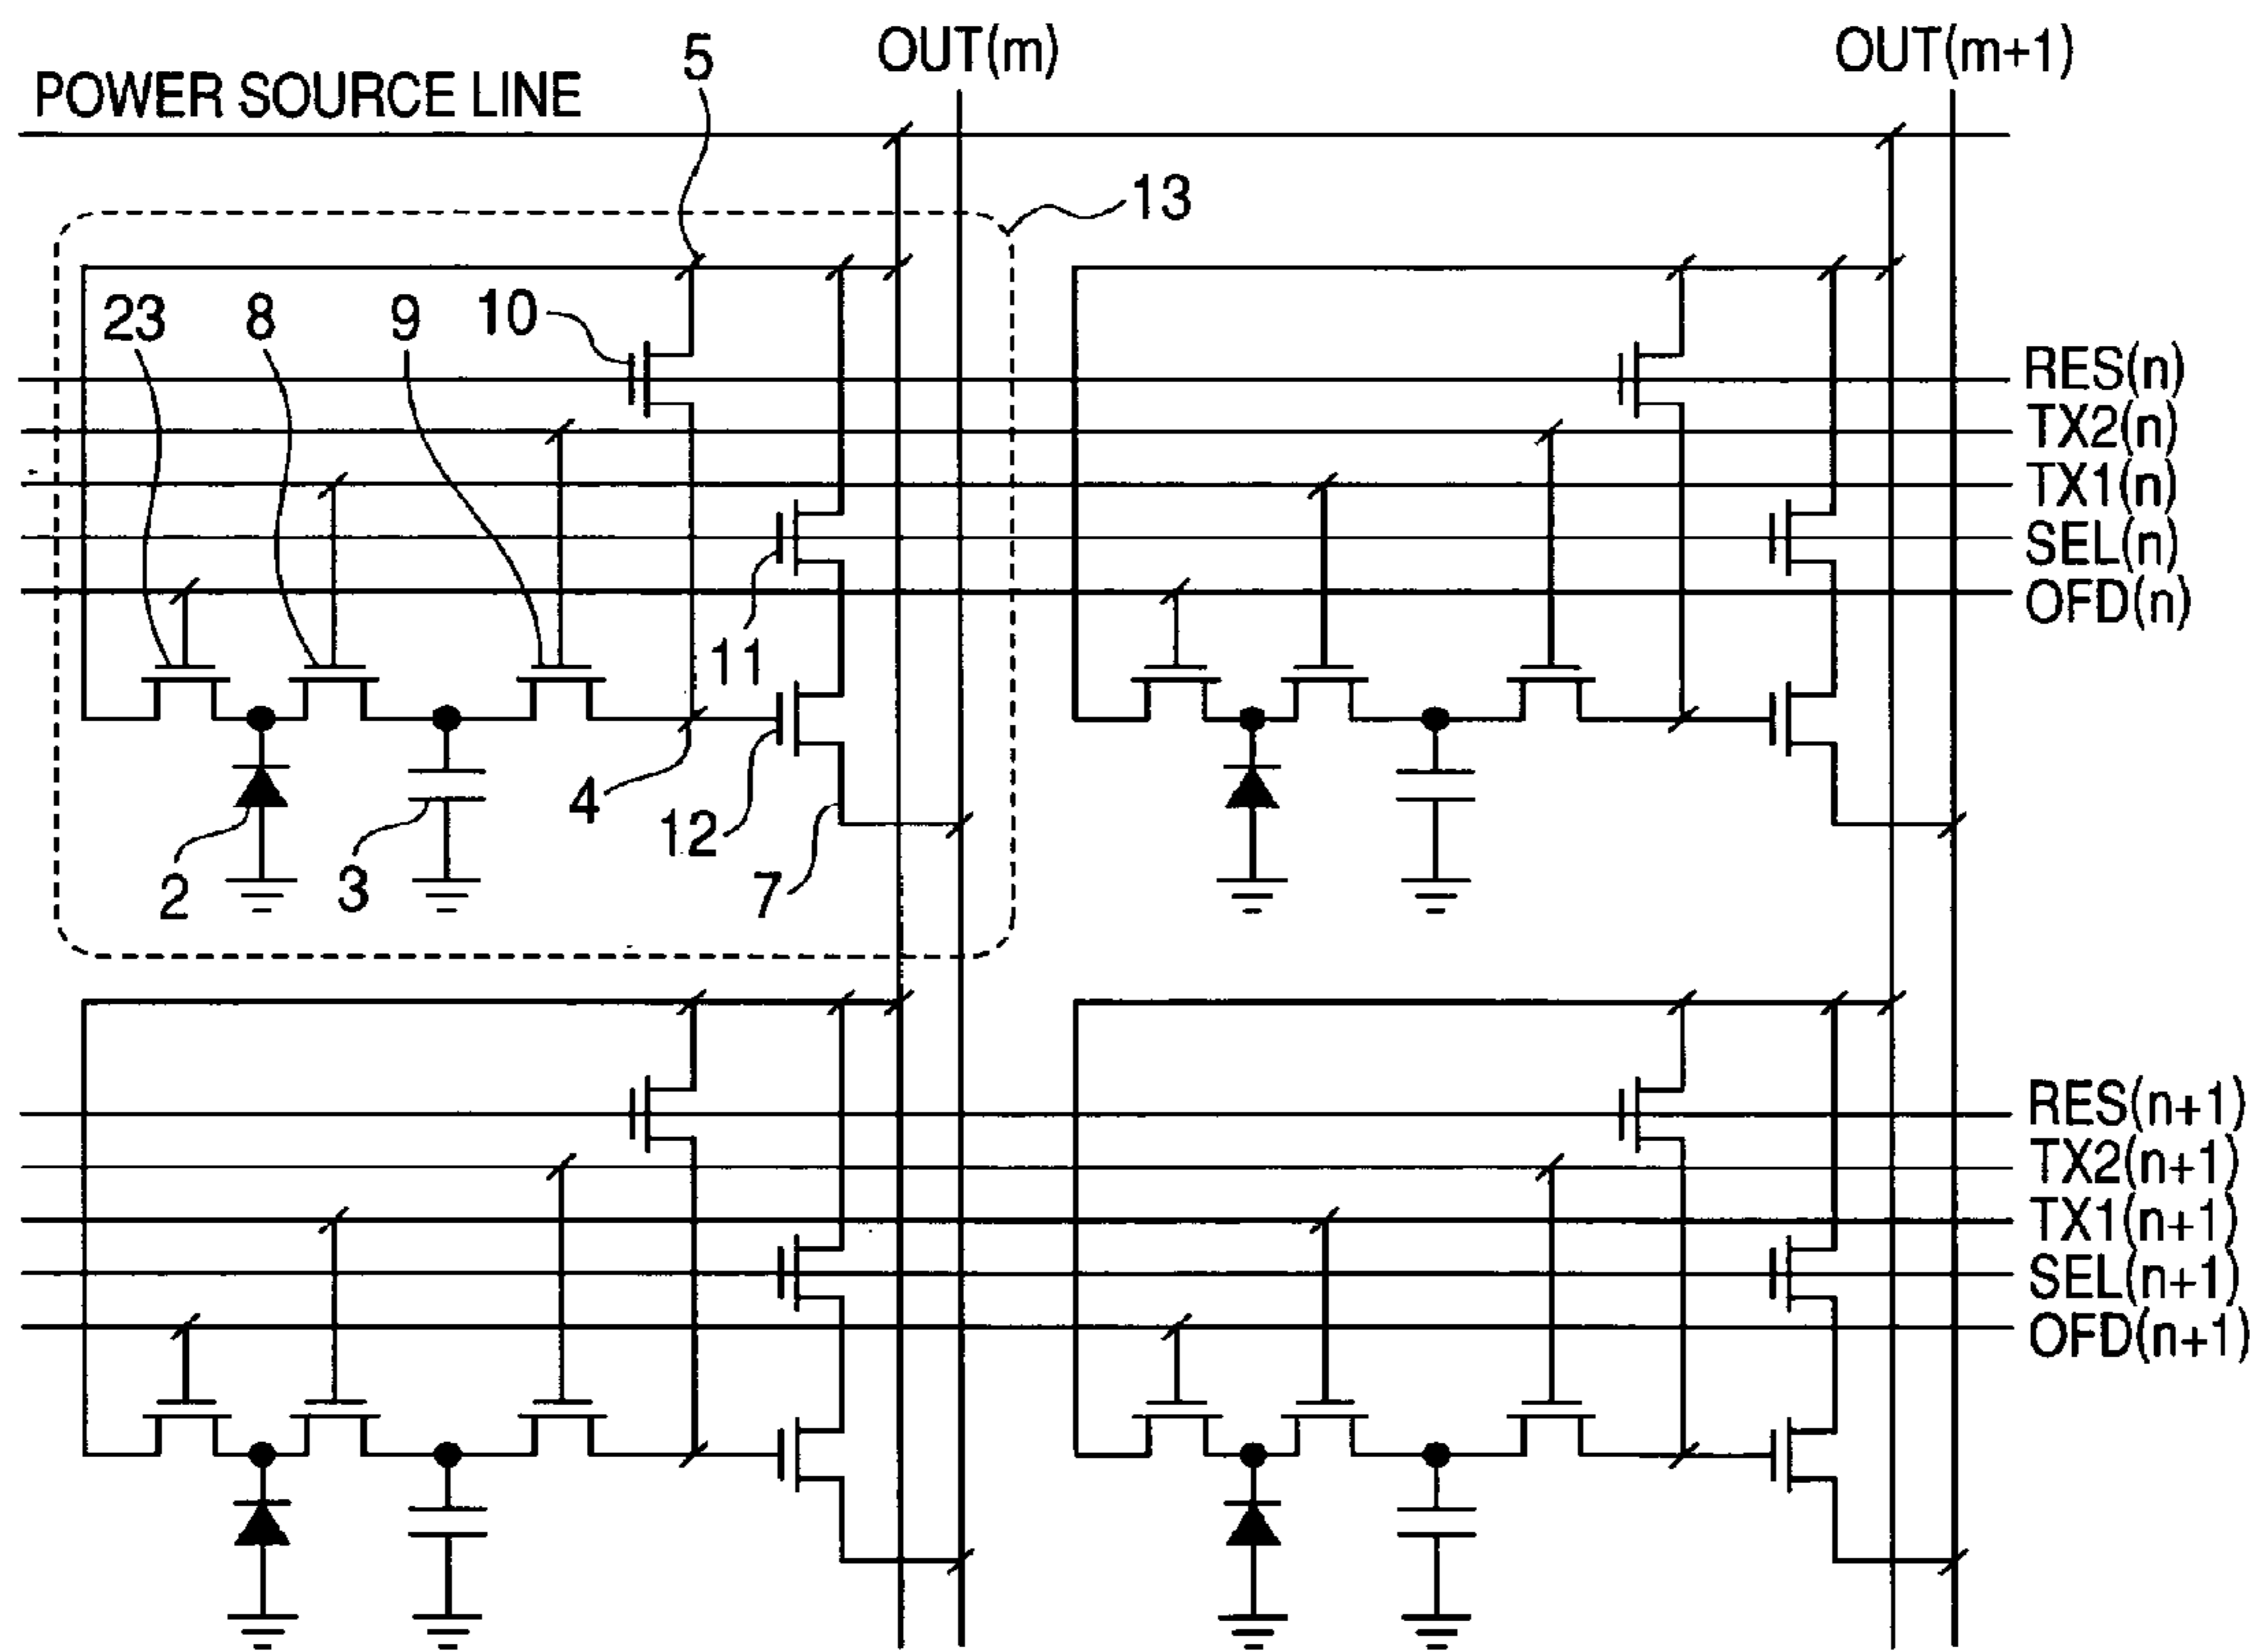 POWER SOURCE LINE
5
OUT(m)
OUT(m+1)
13
23
8
9
10
RES(n)
TX2(n)
TX1(n)
SEL(n)
OFD(n)
11
4
12
2
3
7
RES(n+1)
TX2(n+1)
TX1(n+1)
SEL(n+1)
OFD(n+1)